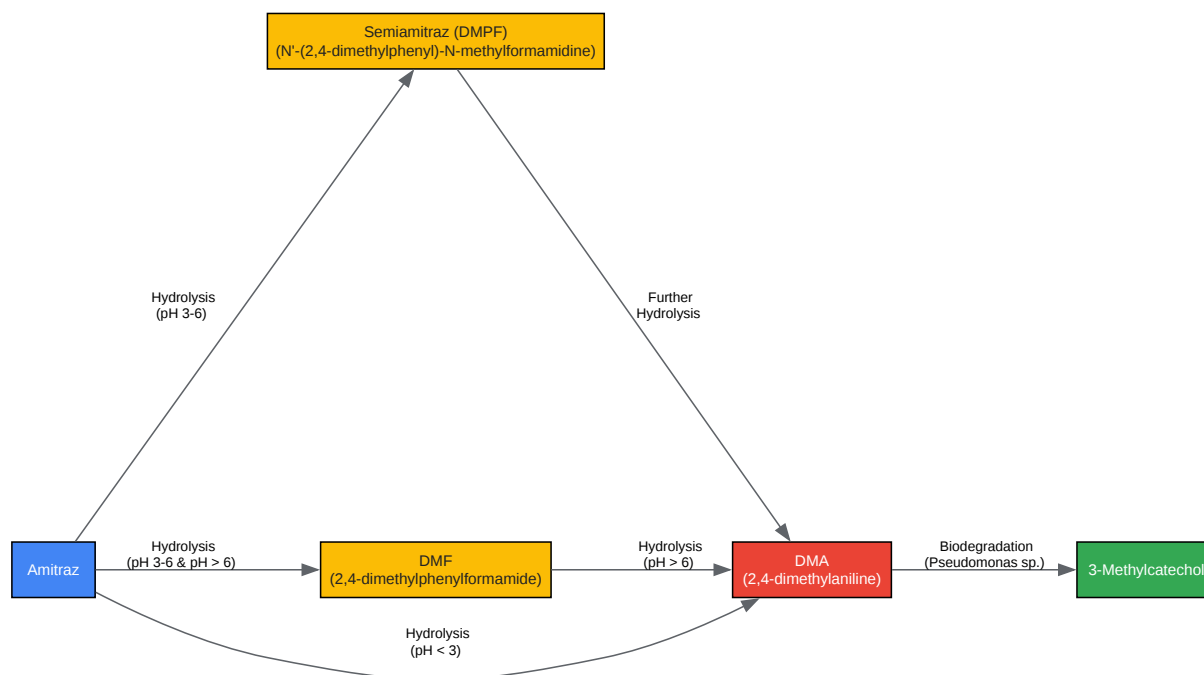 Semiamitraz (DMPF)
(N'-(2,4-dimethylphenyl)-N-methylformamidine)
Hydrolysis
(pH 3-6)
Further
Hydrolysis
Amitraz
Hydrolysis
(pH 3-6 & pH > 6)
DMF
(2,4-dimethylphenylformamide)
Hydrolysis
(pH > 6)
DMA
(2,4-dimethylaniline)
Biodegradation
(Pseudomonas sp.)
3-Methylcatechol
Hydrolysis
(pH < 3)